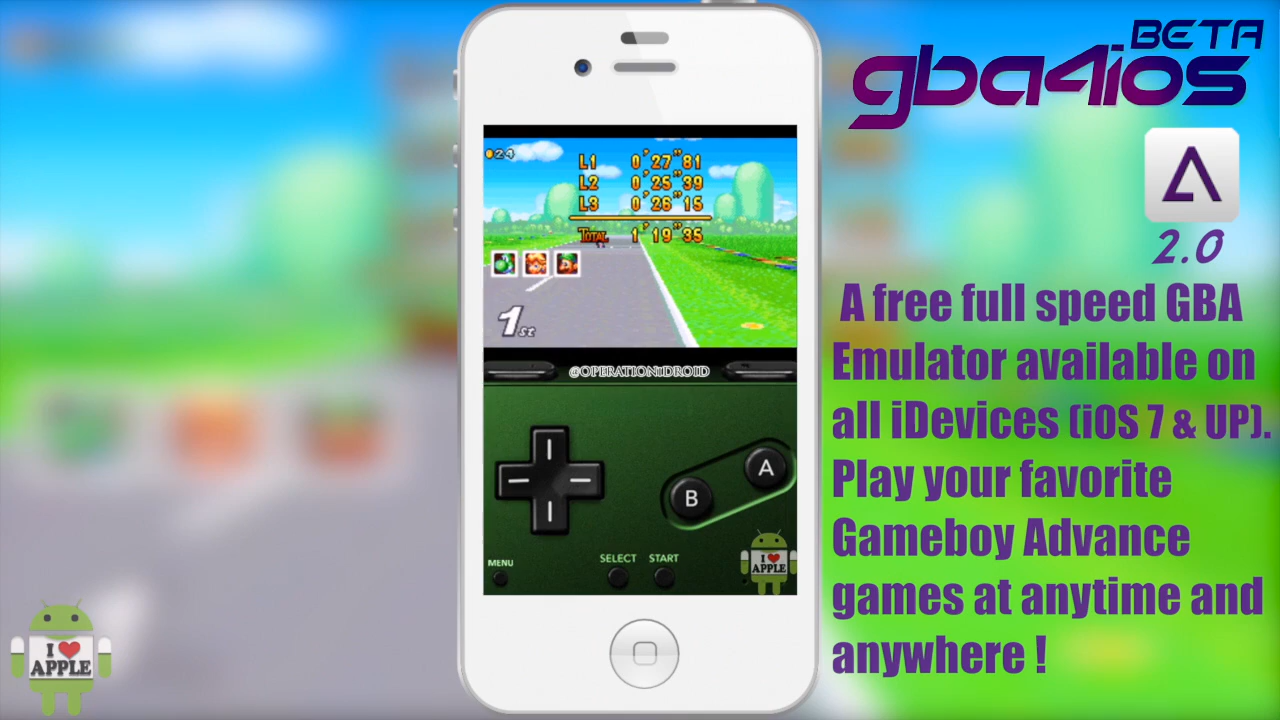 BETA
gba4ios
2.0
A free full speed GBA
Emulator available on
all iDevices (iOS 7 & UP).
Play your favorite
Gameboy Advance
games at anytime and
anywhere !
24
L1 0'27"81
L2 0'25"39
L3 0'26"15
TOTAL 1'19"35
1st
@OPERATIONiDROID
A
B
SELECT START
MENU
I ❤ APPLE
I ❤
APPLE